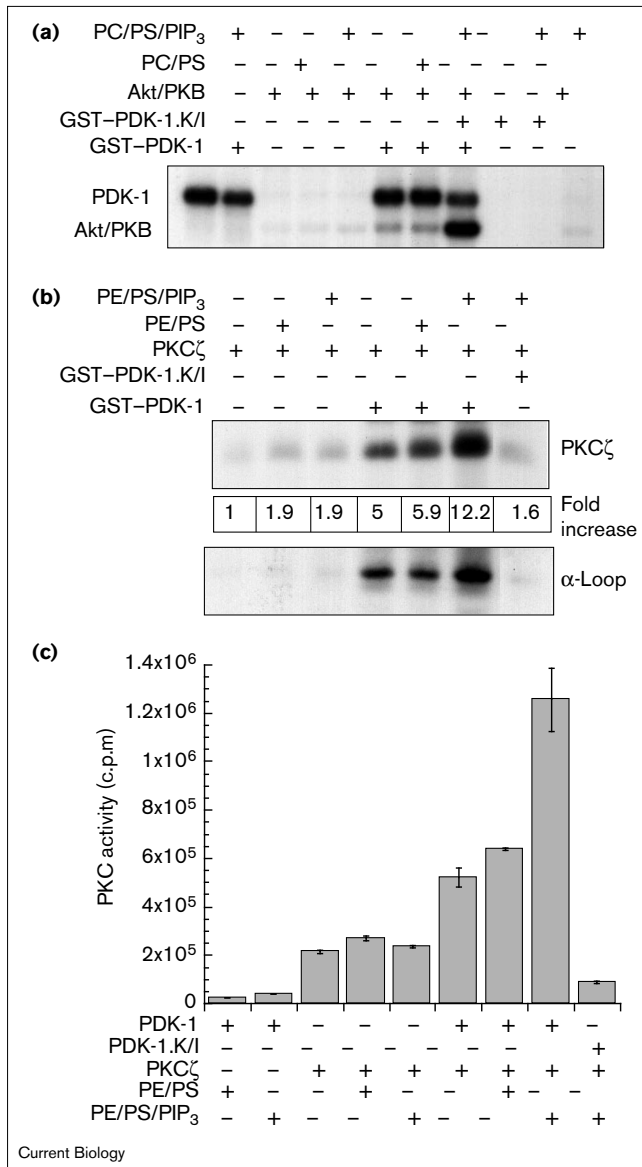 (a) PC/PS/PIP3 + – – + – – + – – + +
PC/PS – – + – – + – – – –
Akt/PKB – + + + + + + – – +
GST–PDK-1.K/I – – – – – – + + + –
GST–PDK-1 + – – – + + + – – –
PDK-1
Akt/PKB
(b) PE/PS/PIP3 – – + – – + +
PE/PS – + – – + – –
PKCζ + + + + + + +
GST–PDK-1.K/I – – – – – +
GST–PDK-1 – – – + + + –
PKCζ
1 1.9 1.9 5 5.9 12.2 1.6 Fold
increase
α-Loop
(c)
PKC activity (c.p.m)
1.4x10⁶
1.2x10⁶
1x10⁶
8x10⁵
6x10⁵
4x10⁵
2x10⁵
0
PDK-1 + + – – – + + + –
PDK-1.K/I – – – – – – – – +
PKCζ – – + + + + + + +
PE/PS + – – + – – + – –
PE/PS/PIP3 – + – – + – – + +
Current Biology